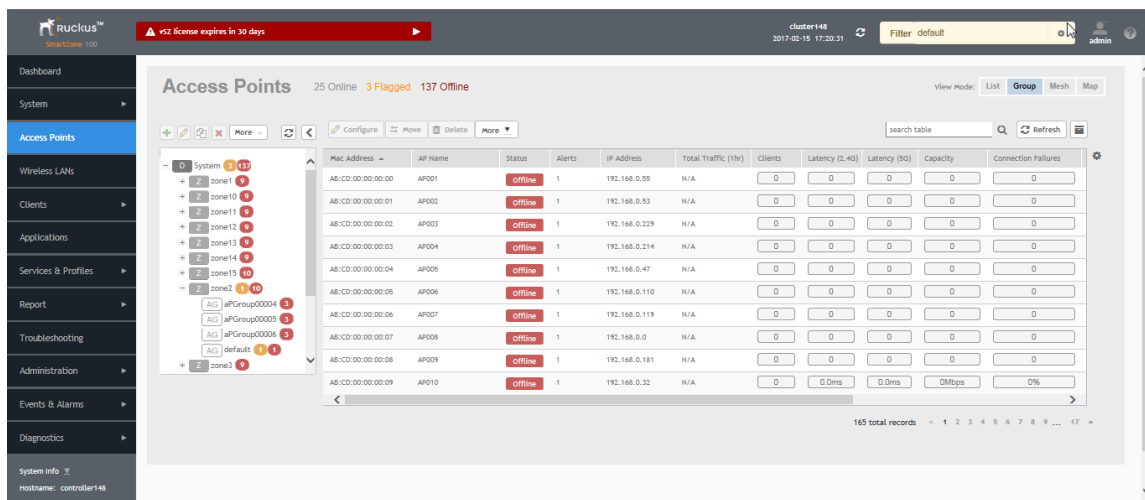 Ruckus™
SmartZone 100
vSZ license expires in 30 days
cluster148
2017-02-15 17:20:31
Filter default
admin
Dashboard
System
Access Points
Wireless LANs
Clients
Applications
Services & Profiles
Report
Troubleshooting
Administration
Events & Alarms
Diagnostics
System Info
Hostname: controller148
Access Points 25 Online 3 Flagged 137 Offline
View Mode: List Group Mesh Map
More
Configure Move Delete More
search table
Refresh
D System 3 137
Z zone1 9
Z zone10 9
Z zone11 9
Z zone12 9
Z zone13 9
Z zone14 9
Z zone15 10
Z zone2 1 10
AG aPGroup00004 3
AG aPGroup00005 3
AG aPGroup00006 3
AG default 1 1
Z zone3 9
Mac Address AP Name Status Alerts IP Address Total Traffic (1hr) Clients Latency (2.4G) Latency (5G) Capacity Connection Failures
AB:CD:00:00:00:00 AP001 Offline 1 192.168.0.55 N/A 0 0 0 0 0
AB:CD:00:00:00:01 AP002 Offline 1 192.168.0.53 N/A 0 0 0 0 0
AB:CD:00:00:00:02 AP003 Offline 1 192.168.0.229 N/A 0 0 0 0 0
AB:CD:00:00:00:03 AP004 Offline 1 192.168.0.214 N/A 0 0 0 0 0
AB:CD:00:00:00:04 AP005 Offline 1 192.168.0.47 N/A 0 0 0 0 0
AB:CD:00:00:00:05 AP006 Offline 1 192.168.0.110 N/A 0 0 0 0 0
AB:CD:00:00:00:06 AP007 Offline 1 192.168.0.119 N/A 0 0 0 0 0
AB:CD:00:00:00:07 AP008 Offline 1 192.168.0.0 N/A 0 0 0 0 0
AB:CD:00:00:00:08 AP009 Offline 1 192.168.0.181 N/A 0 0 0 0 0
AB:CD:00:00:00:09 AP010 Offline 1 192.168.0.32 N/A 0 0.0ms 0.0ms 0Mbps 0%
165 total records « 1 2 3 4 5 6 7 8 9 ... 17 »